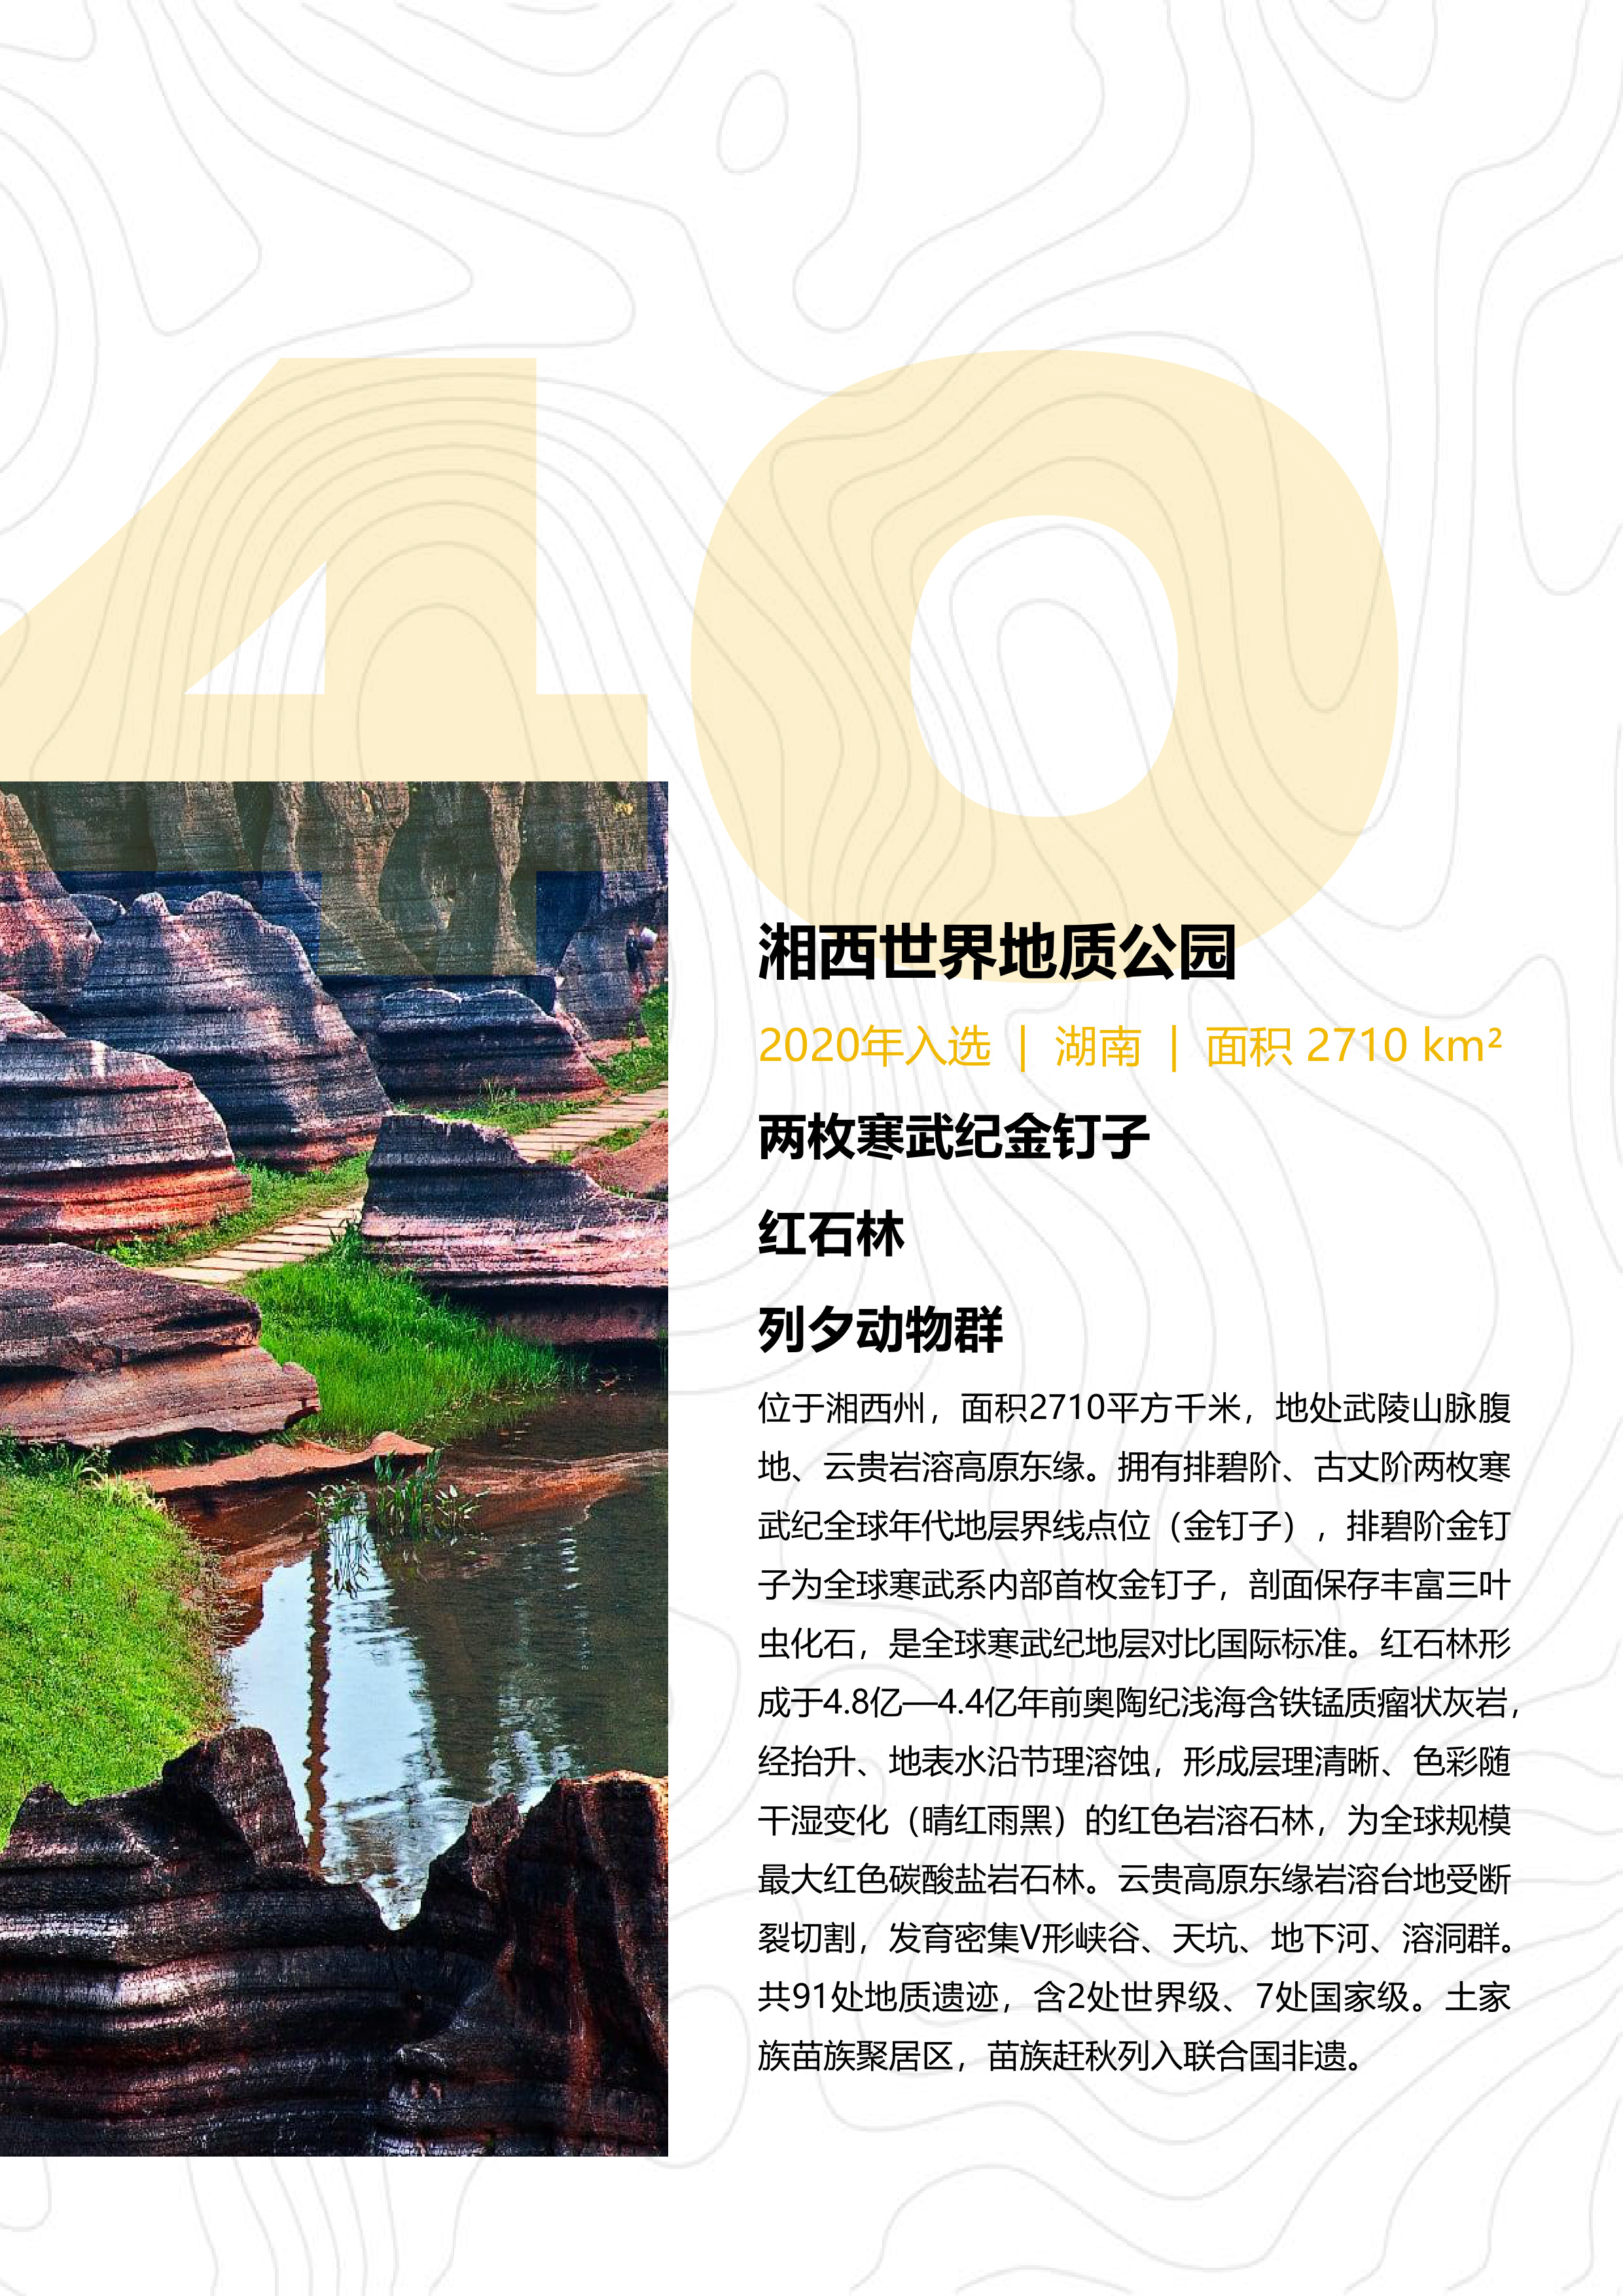 40
湘西世界地质公园
2020年入选 | 湖南 | 面积 2710 km²
两枚寒武纪金钉子
红石林
列夕动物群
位于湘西州，面积2710平方千米，地处武陵山脉腹
地、云贵岩溶高原东缘。拥有排碧阶、古丈阶两枚寒
武纪全球年代地层界线点位（金钉子），排碧阶金钉
子为全球寒武系内部首枚金钉子，剖面保存丰富三叶
虫化石，是全球寒武纪地层对比国际标准。红石林形
成于4.8亿—4.4亿年前奥陶纪浅海含铁锰质瘤状灰岩，
经抬升、地表水沿节理溶蚀，形成层理清晰、色彩随
干湿变化（晴红雨黑）的红色岩溶石林，为全球规模
最大红色碳酸盐岩石林。云贵高原东缘岩溶台地受断
裂切割，发育密集V形峡谷、天坑、地下河、溶洞群。
共91处地质遗迹，含2处世界级、7处国家级。土家
族苗族聚居区，苗族赶秋列入联合国非遗。